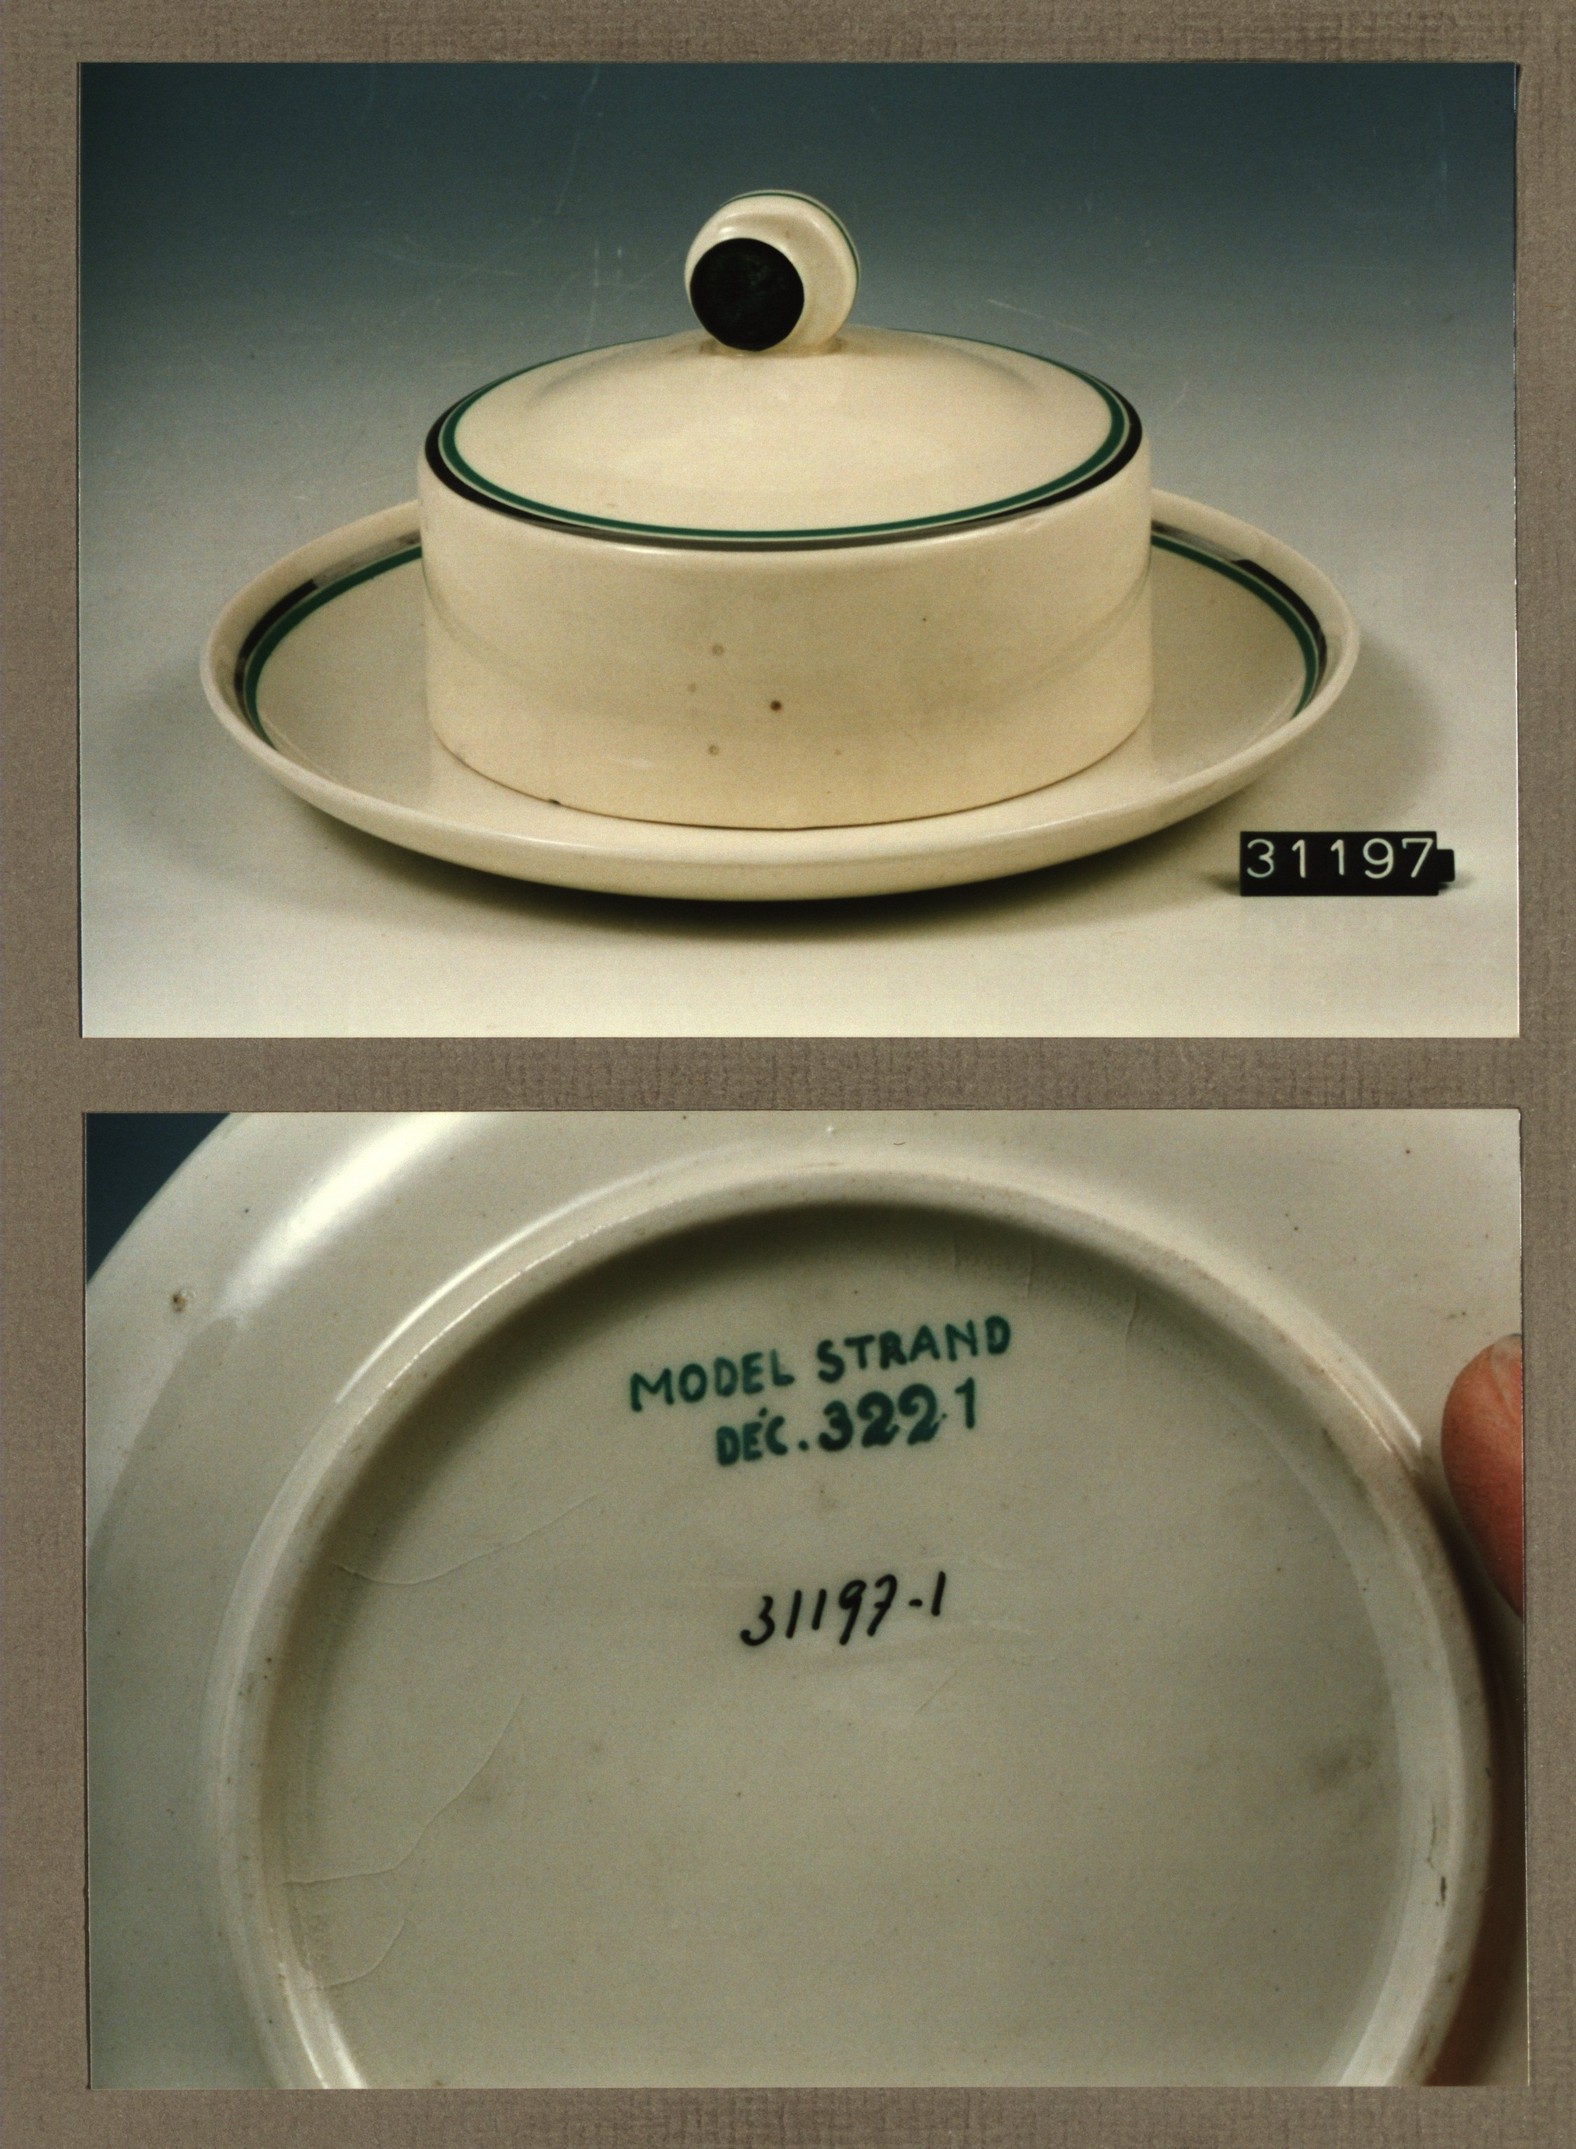 31197
MODEL STRAND
DÉC. 3221
31197-1